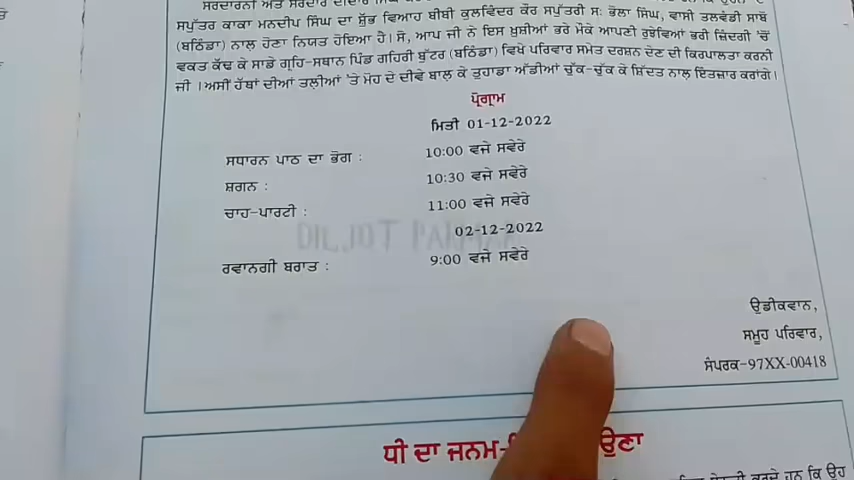 ਸਪੁੱਤਰ ਕਾਕਾ ਮਨਦੀਪ ਸਿੰਘ ਦਾ ਸ਼ੁੱਭ ਵਿਆਹ ਬੀਬੀ ਕੁਲਵਿੰਦਰ ਕੌਰ ਸਪੁੱਤਰੀ ਸ: ਭੋਲਾ ਸਿੰਘ, ਵਾਸੀ ਤਲਵੰਡੀ ਸਾਬੋ
(ਬਠਿੰਡਾ) ਨਾਲ਼ ਹੋਣਾ ਨਿਯਤ ਹੋਇਆ ਹੈ। ਸੋ, ਆਪ ਜੀ ਨੇ ਇਸ ਖ਼ੁਸ਼ੀਆਂ ਭਰੇ ਮੌਕੇ ਆਪਣੀ ਰੁਝੇਵਿਆਂ ਭਰੀ ਜ਼ਿੰਦਗੀ 'ਚੋਂ
ਵਕਤ ਕੱਢ ਕੇ ਸਾਡੇ ਗ੍ਰਹਿ-ਸਥਾਨ ਪਿੰਡ ਗਹਿਰੀ ਬੁੱਟਰ (ਬਠਿੰਡਾ) ਵਿਖੇ ਪਰਿਵਾਰ ਸਮੇਤ ਦਰਸ਼ਨ ਦੇਣ ਦੀ ਕਿਰਪਾਲਤਾ ਕਰਨੀ
ਜੀ । ਅਸੀਂ ਹੱਥਾਂ ਦੀਆਂ ਤਲ਼ੀਆਂ 'ਤੇ ਮੋਹ ਦੇ ਦੀਵੇ ਬਾਲ਼ ਕੇ ਤੁਹਾਡਾ ਅੱਡੀਆਂ ਚੁੱਕ-ਚੁੱਕ ਕੇ ਸ਼ਿੱਦਤ ਨਾਲ਼ ਇੰਤਜ਼ਾਰ ਕਰਾਂਗੇ।
ਪ੍ਰੋਗ੍ਰਾਮ
ਮਿਤੀ 01-12-2022
ਸਧਾਰਨ ਪਾਠ ਦਾ ਭੋਗ : 10:00 ਵਜੇ ਸਵੇਰੇ
ਸ਼ਗਨ : 10:30 ਵਜੇ ਸਵੇਰੇ
ਚਾਹ-ਪਾਰਟੀ : 11:00 ਵਜੇ ਸਵੇਰੇ
DILJOT PARMAR
02-12-2022
ਰਵਾਨਗੀ ਬਰਾਤ : 9:00 ਵਜੇ ਸਵੇਰੇ
ਉਡੀਕਵਾਨ,
ਸਮੂਹ ਪਰਿਵਾਰ,
ਸੰਪਰਕ-97XX-00418
ਧੀ ਦਾ ਜਨਮ-